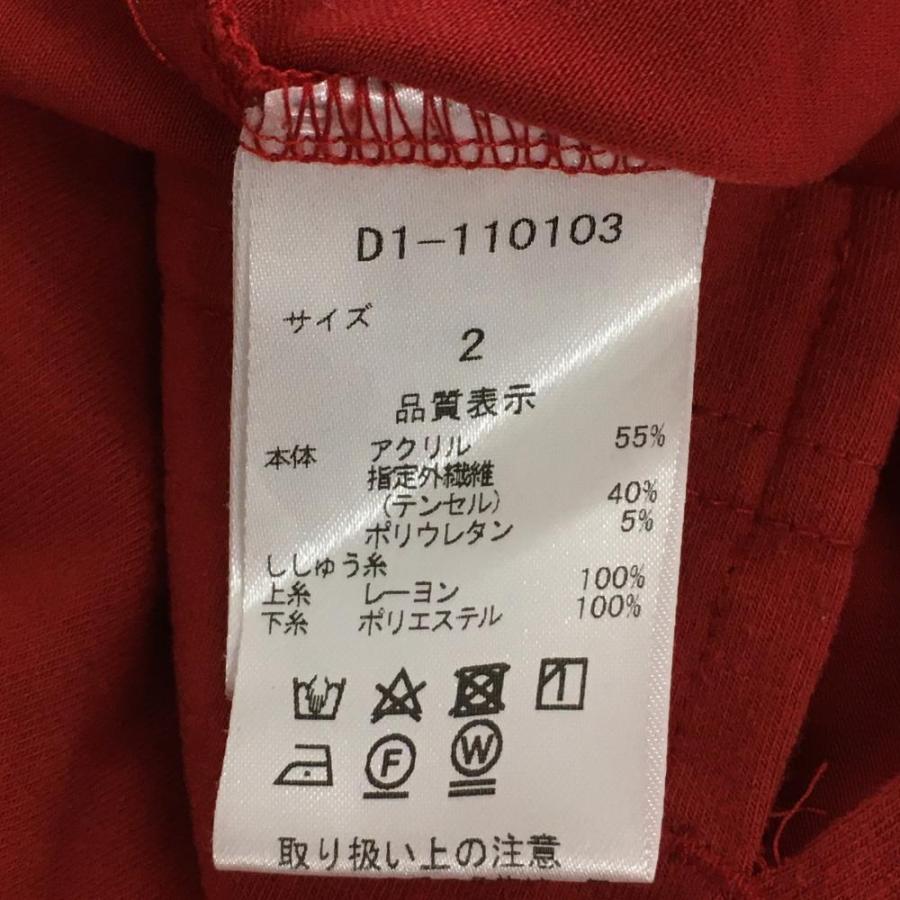 D1-110103
サイズ
2
品質表示
本体 アクリル 55%
指定外繊維
(テンセル) 40%
ポリウレタン 5%
ししゅう糸
上糸 レーヨン 100%
下糸 ポリエステル 100%
F W
取り扱い上の注意